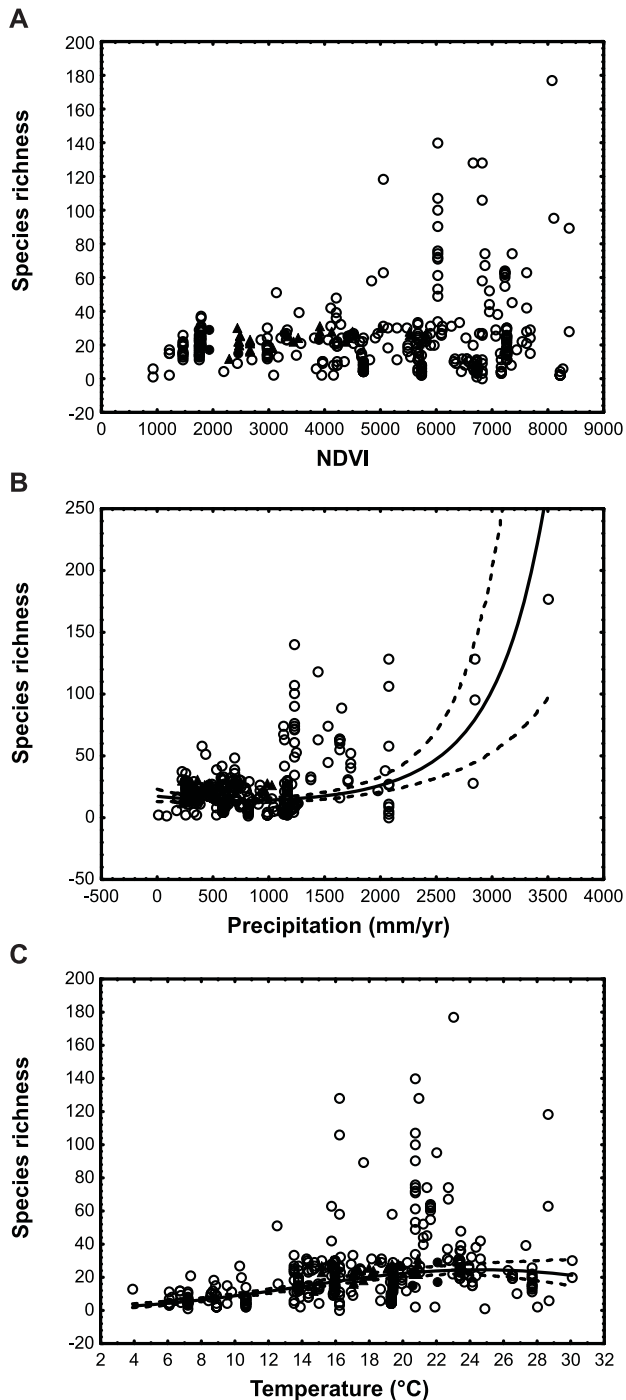 A
Species richness
200
180
160
140
120
100
80
60
40
20
0
-20
0 1000 2000 3000 4000 5000 6000 7000 8000 9000
NDVI
B
Species richness
250
200
150
100
50
0
-50
-500 0 500 1000 1500 2000 2500 3000 3500 4000
Precipitation (mm/yr)
C
Species richness
200
180
160
140
120
100
80
60
40
20
0
-20
2 4 6 8 10 12 14 16 18 20 22 24 26 28 30 32
Temperature (°C)